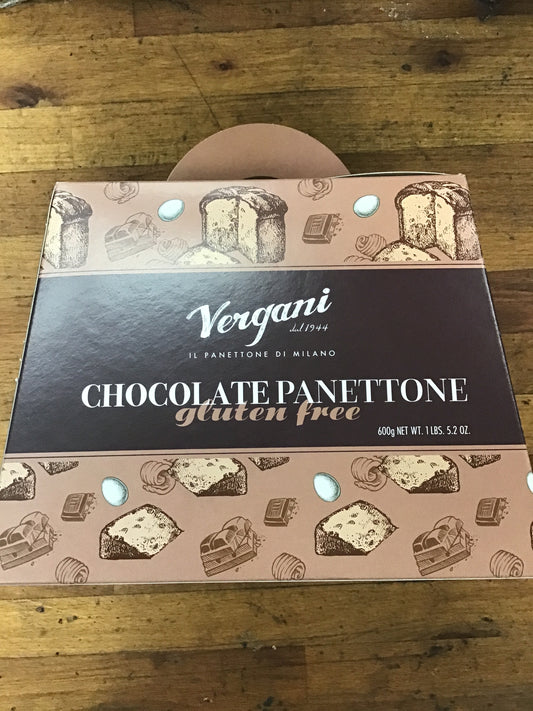 Vergani
dal 1944
IL PANETTONE DI MILANO
CHOCOLATE PANETTONE
gluten free
600g NET WT. 1 LBS. 5.2 OZ.